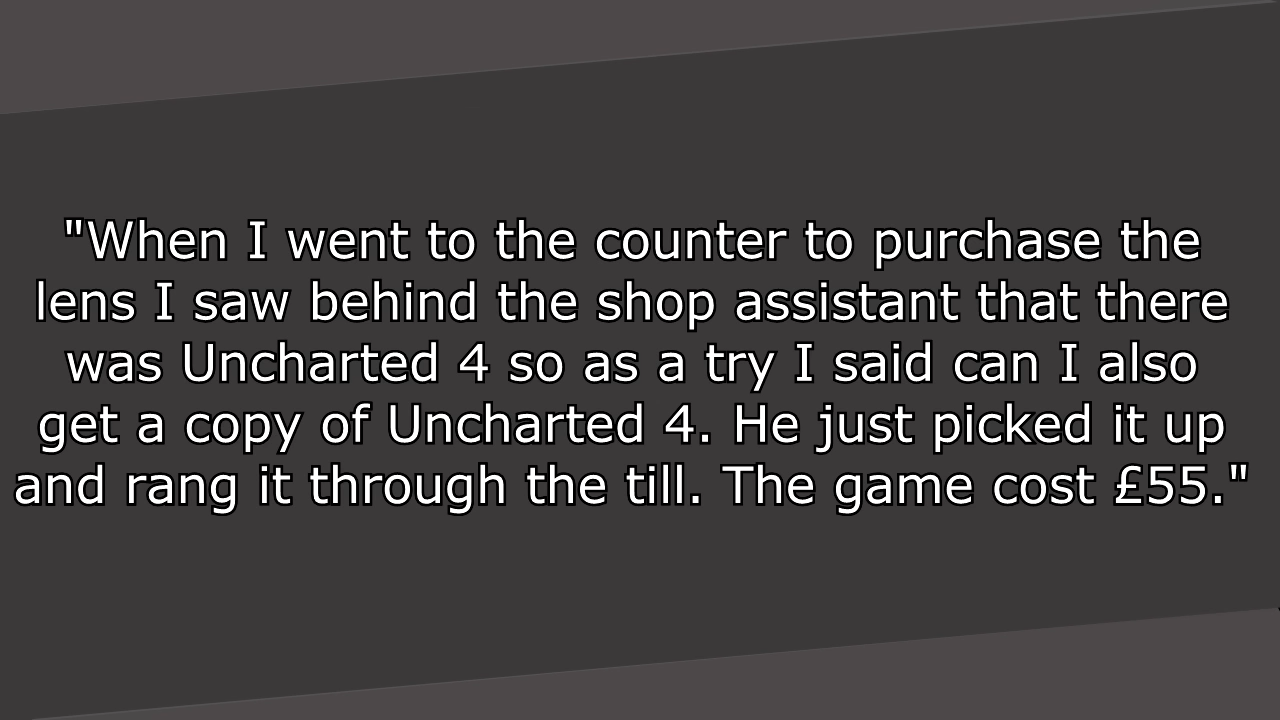 "When I went to the counter to purchase the
lens I saw behind the shop assistant that there
was Uncharted 4 so as a try I said can I also
get a copy of Uncharted 4. He just picked it up
and rang it through the till. The game cost £55."